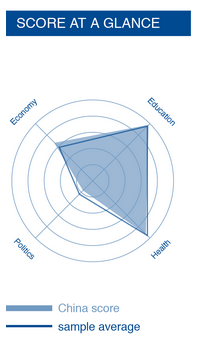 SCORE AT A GLANCE
Economy
Education
Politics
Health
China score
sample average